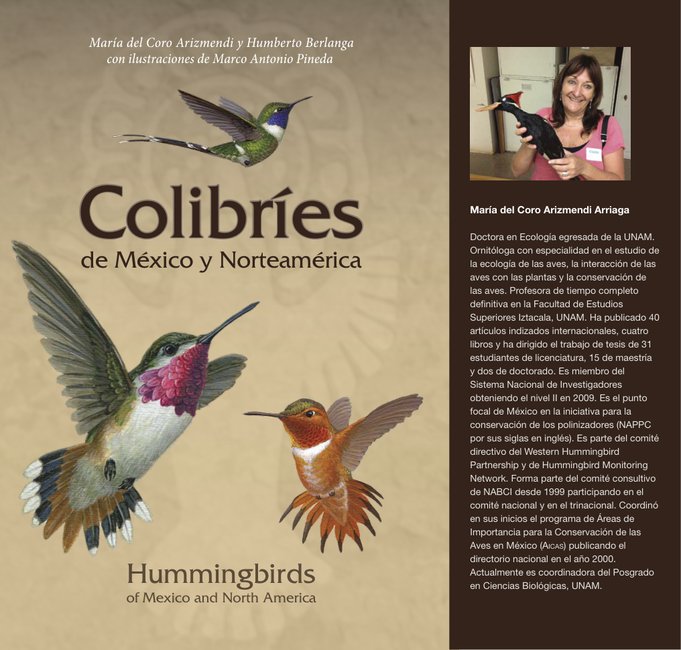 María del Coro Arizmendi y Humberto Berlanga
con ilustraciones de Marco Antonio Pineda
Colibríes
de México y Norteamérica
Hummingbirds
of Mexico and North America
María del Coro Arizmendi Arriaga
Doctora en Ecología egresada de la UNAM.
Ornitóloga con especialidad en el estudio de
la ecología de las aves, la interacción de las
aves con las plantas y la conservación de
las aves. Profesora de tiempo completo
definitiva en la Facultad de Estudios
Superiores Iztacala, UNAM. Ha publicado 40
artículos indizados internacionales, cuatro
libros y ha dirigido el trabajo de tesis de 31
estudiantes de licenciatura, 15 de maestría
y dos de doctorado. Es miembro del
Sistema Nacional de Investigadores
obteniendo el nivel II en 2009. Es el punto
focal de México en la iniciativa para la
conservación de los polinizadores (NAPPC
por sus siglas en inglés). Es parte del comité
directivo del Western Hummingbird
Partnership y de Hummingbird Monitoring
Network. Forma parte del comité consultivo
de NABCI desde 1999 participando en el
comité nacional y en el trinacional. Coordinó
en sus inicios el programa de Áreas de
Importancia para la Conservación de las
Aves en México (AICAS) publicando el
directorio nacional en el año 2000.
Actualmente es coordinadora del Posgrado
en Ciencias Biológicas, UNAM.